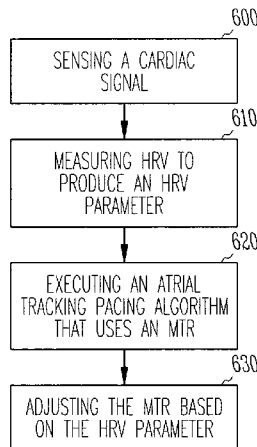 600
SENSING A CARDIAC
SIGNAL
610
MEASURING HRV TO
PRODUCE AN HRV
PARAMETER
620
EXECUTING AN ATRIAL
TRACKING PACING ALGORITHM
THAT USES AN MTR
630
ADJUSTING THE MTR BASED
ON THE HRV PARAMETER